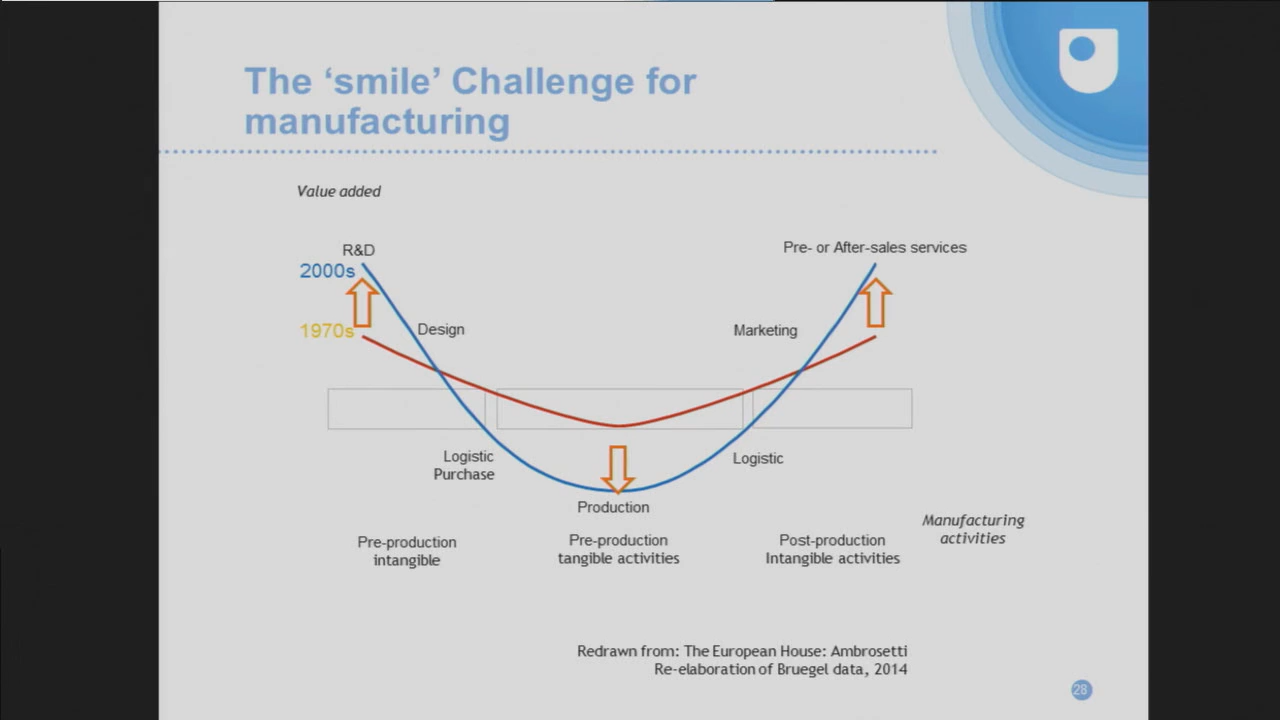 The ‘smile’ Challenge for
manufacturing
Value added
R&D
Pre- or After-sales services
2000s
1970s
Design
Marketing
Logistic
Purchase
Logistic
Production
Manufacturing
activities
Pre-production
intangible
Pre-production
tangible activities
Post-production
Intangible activities
Redrawn from: The European House: Ambrosetti
Re-elaboration of Bruegel data, 2014
28